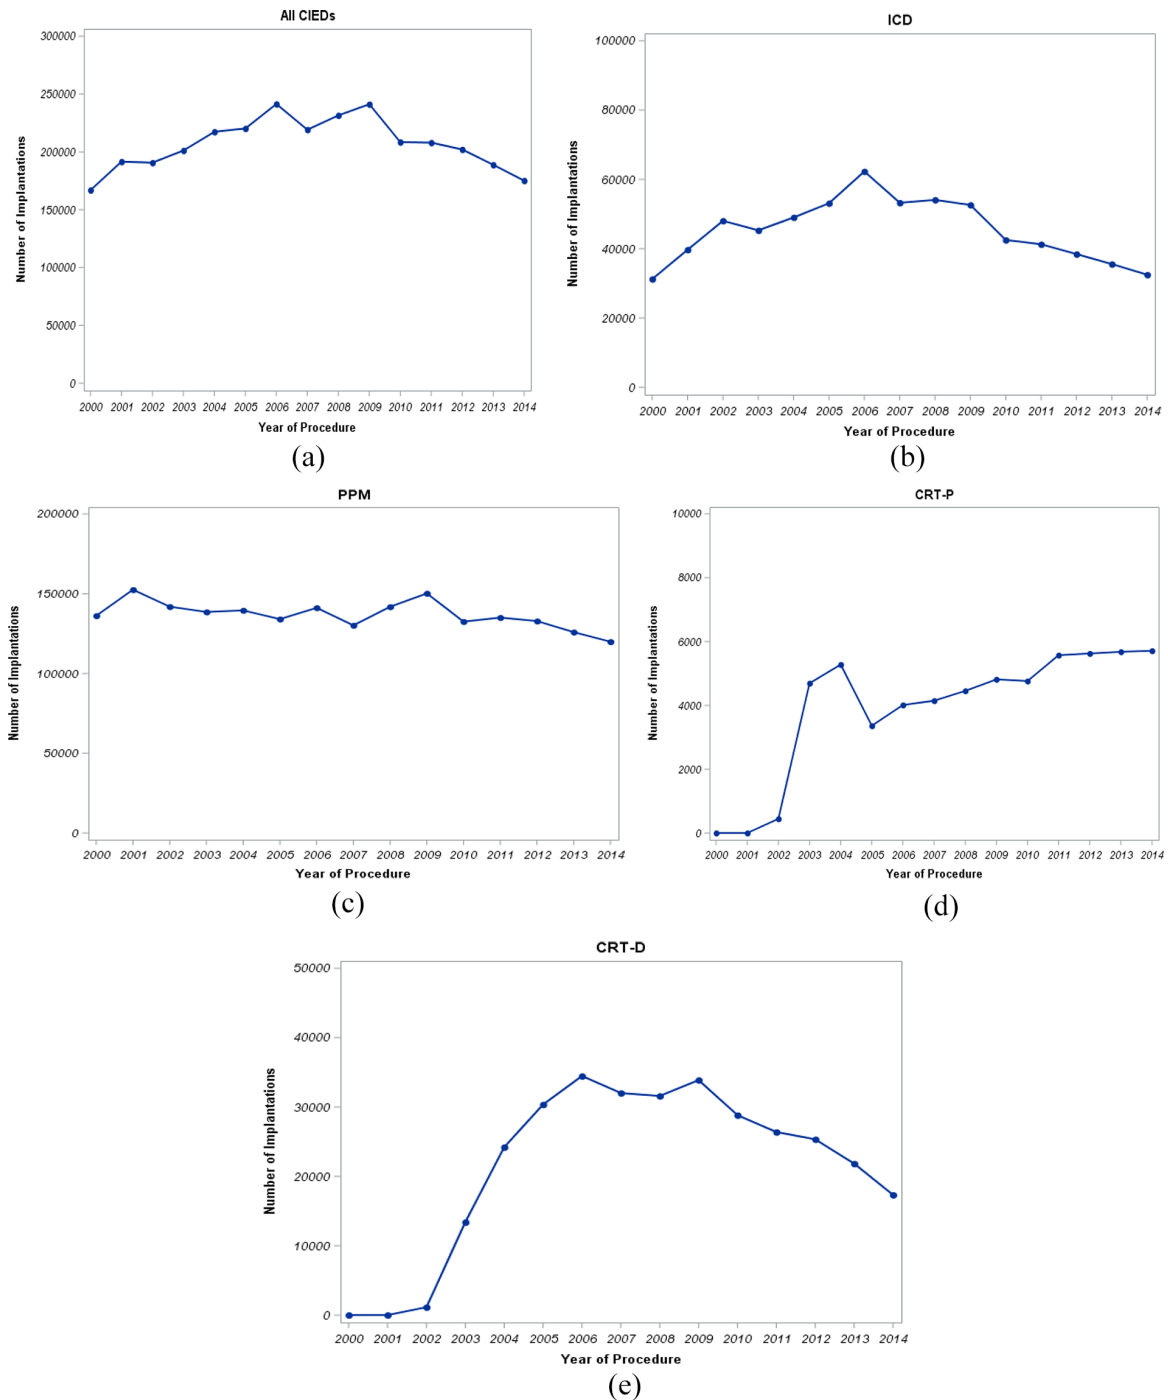 All CIEDs
300000
250000
200000
150000
100000
50000
0
Number of Implantations
2000 2001 2002 2003 2004 2005 2006 2007 2008 2009 2010 2011 2012 2013 2014
Year of Procedure
(a)
ICD
100000
80000
60000
40000
20000
0
Number of Implantations
2000 2001 2002 2003 2004 2005 2006 2007 2008 2009 2010 2011 2012 2013 2014
Year of Procedure
(b)
PPM
200000
150000
100000
50000
0
Number of Implantations
2000 2001 2002 2003 2004 2005 2006 2007 2008 2009 2010 2011 2012 2013 2014
Year of Procedure
(c)
CRT-P
10000
8000
6000
4000
2000
0
Number of Implantations
2000 2001 2002 2003 2004 2005 2006 2007 2008 2009 2010 2011 2012 2013 2014
Year of Procedure
(d)
CRT-D
50000
40000
30000
20000
10000
0
Number of Implantations
2000 2001 2002 2003 2004 2005 2006 2007 2008 2009 2010 2011 2012 2013 2014
Year of Procedure
(e)